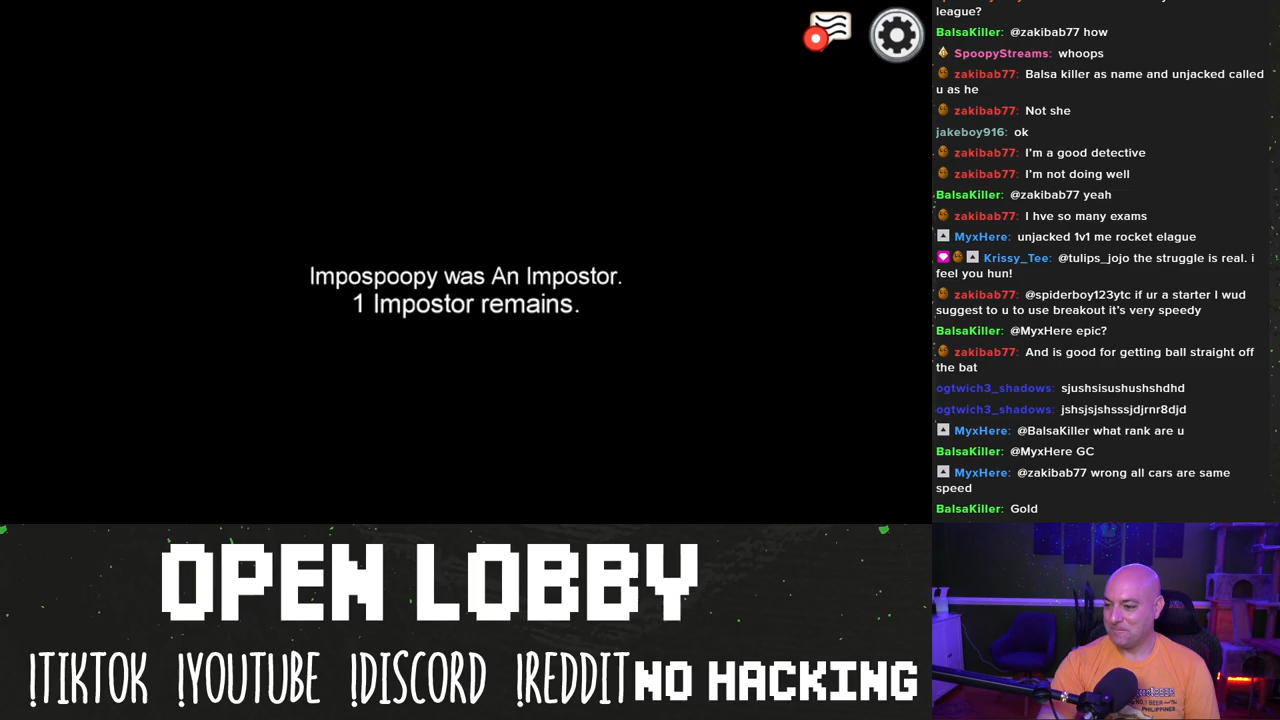 Impospoopy was An Impostor.
1 Impostor remains.
league?
BalsaKiller: @zakibab77 how
SpoopyStreams: whoops
zakibab77: Balsa killer as name and unjacked called
u as he
zakibab77: Not she
jakeboy916: ok
zakibab77: I'm a good detective
zakibab77: I'm not doing well
BalsaKiller: @zakibab77 yeah
zakibab77: I hve so many exams
MyxHere: unjacked 1v1 me rocket elague
Krissy_Tee: @tulips_jojo the struggle is real. i
feel you hun!
zakibab77: @spiderboy123ytc if ur a starter I wud
suggest to u to use breakout it's very speedy
BalsaKiller: @MyxHere epic?
zakibab77: And is good for getting ball straight off
the bat
ogtwich3_shadows: sjushsisushushshdhd
ogtwich3_shadows: jshsjsjshsssjdjrnr8djd
MyxHere: @BalsaKiller what rank are u
BalsaKiller: @MyxHere GC
MyxHere: @zakibab77 wrong all cars are same
speed
BalsaKiller: Gold
OPEN LOBBY
!TIKTOK !YOUTUBE !DISCORD !REDDIT NO HACKING